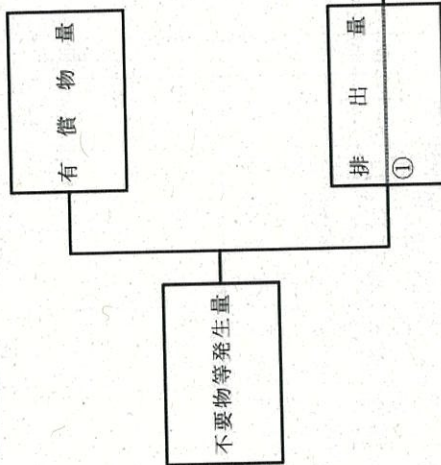 不要物等発生量
有償物量
排出量
①